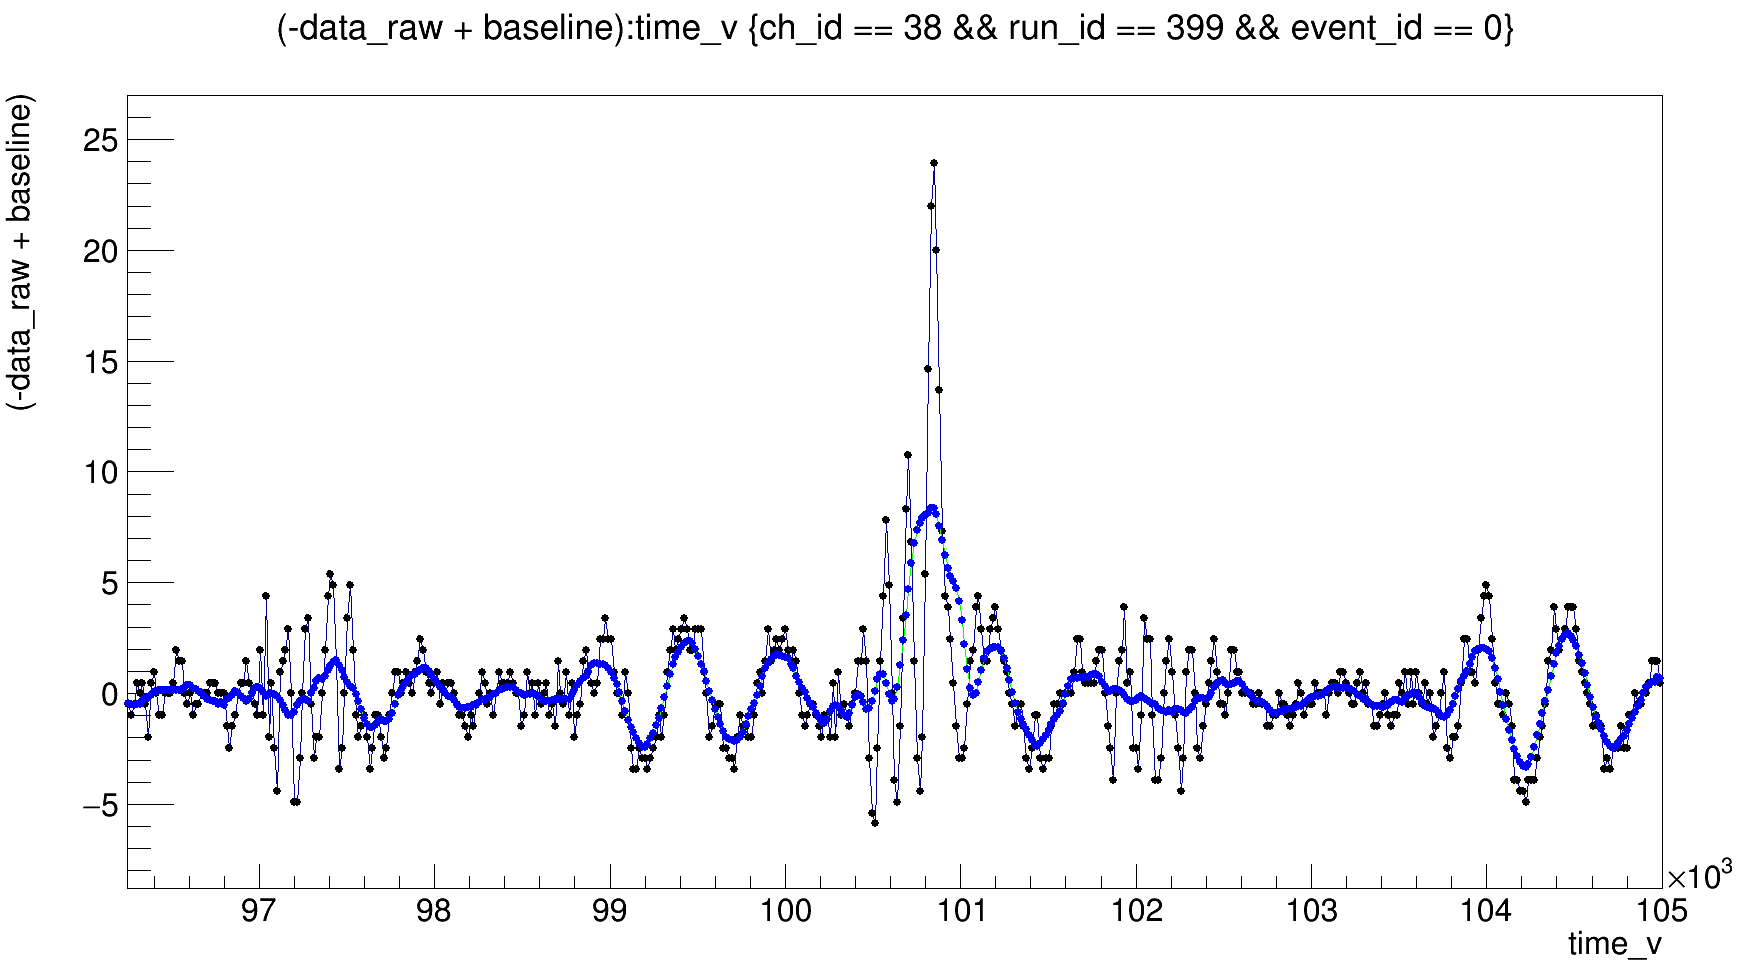 (-data_raw + baseline):time_v {ch_id == 38 && run_id == 399 && event_id == 0}
(-data_raw + baseline)
25
20
15
10
5
0
−5
97 98 99 100 101 102 103 104 105
×10³
time_v